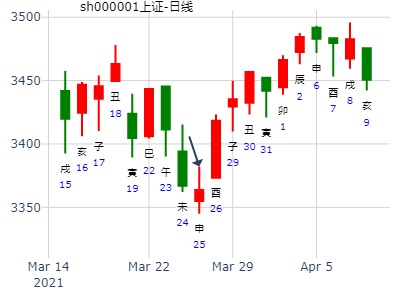 sh000001上证-日线
3500
3450
3400
3350
戌
15
亥
16
子
17
丑
18
寅
19
巳
22
午
23
未
24
申
25
酉
26
子
29
丑
30
寅
31
卯
1
辰
2
申
6
酉
7
戌
8
亥
9
Mar 14
2021
Mar 22
Mar 29
Apr 5